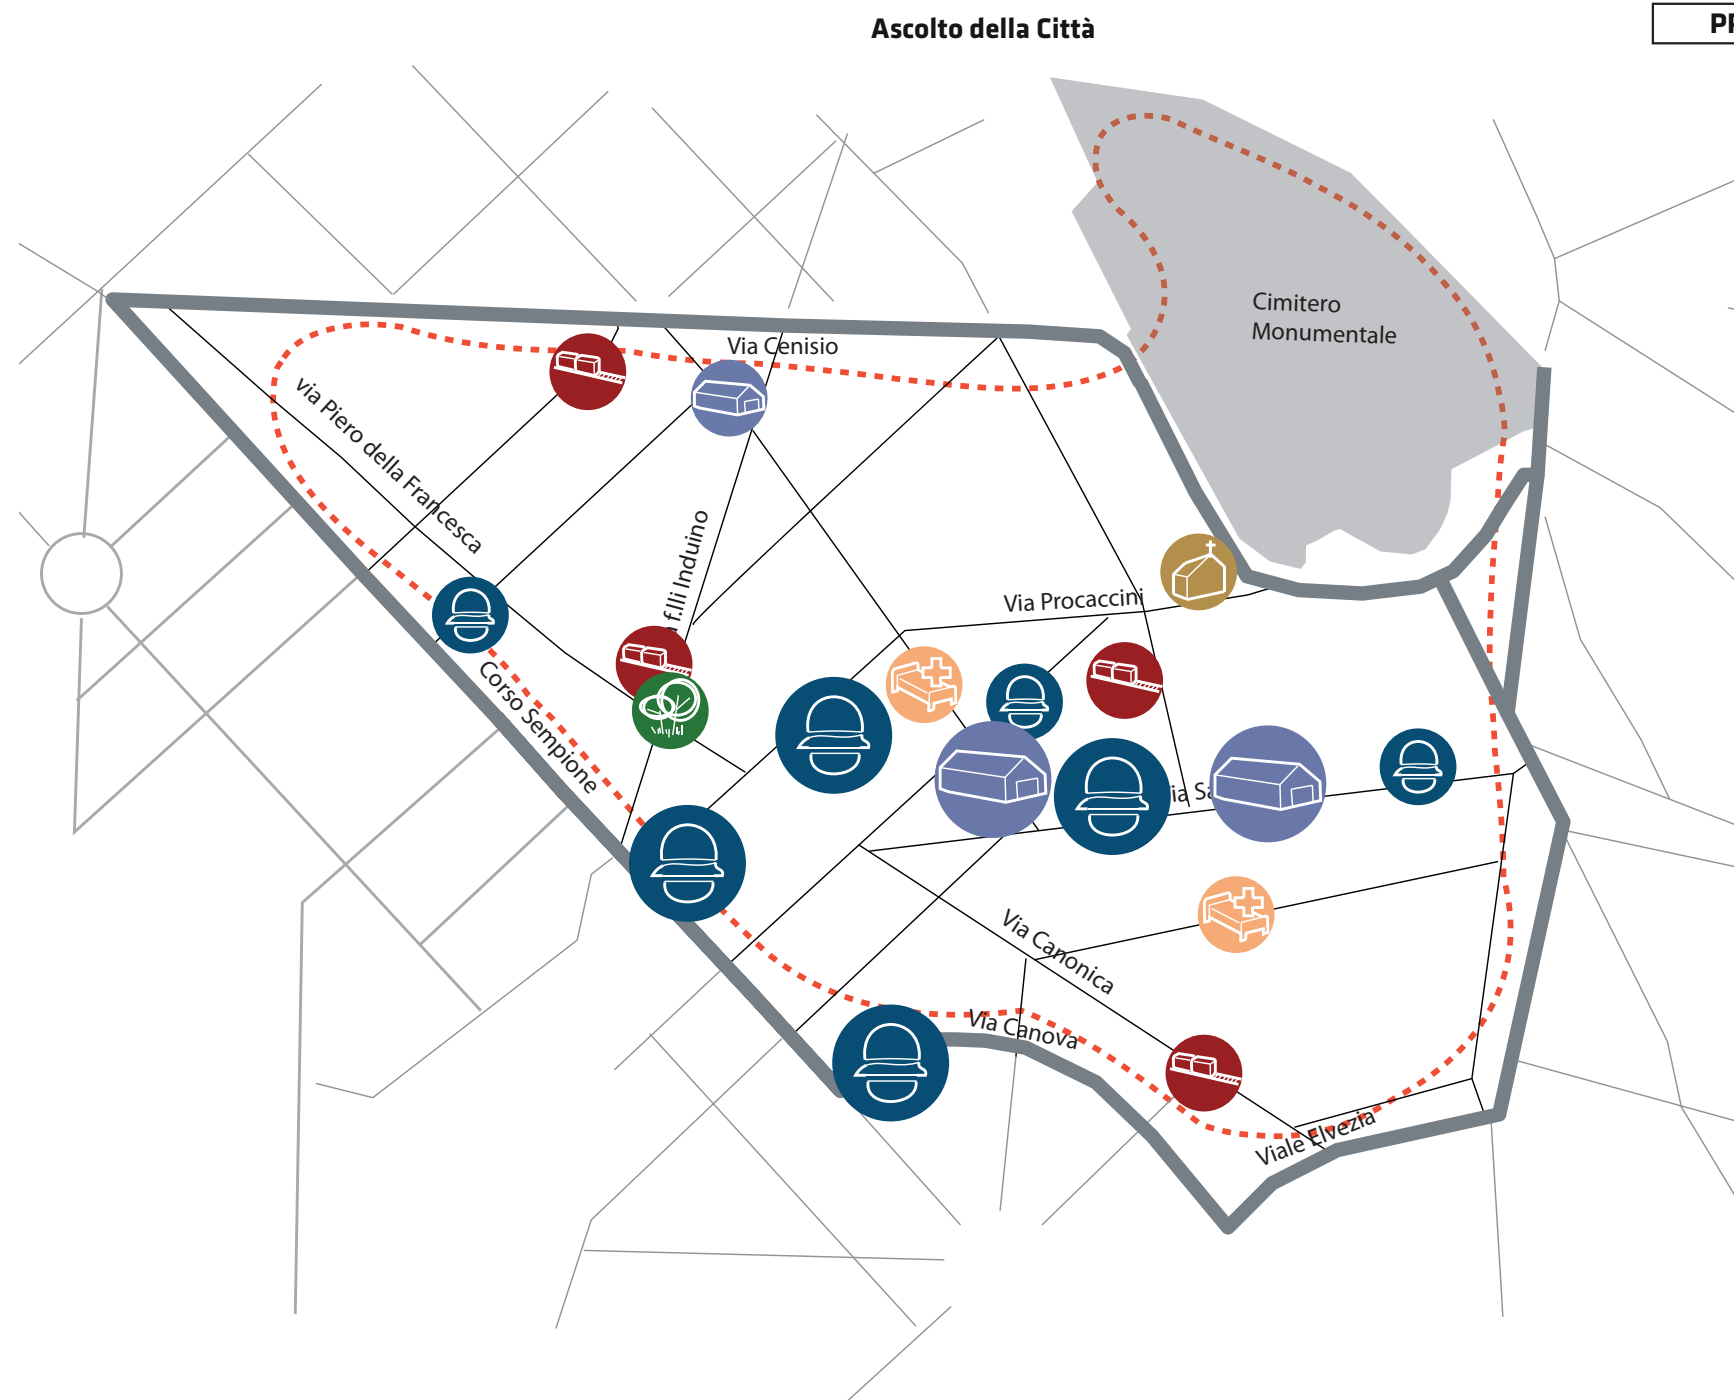 Ascolto della Città
Cimitero
Monumentale
Via Cenisio
via Piero della Francesca
f.lli Induino
Via Procaccini
Corso Sempione
Via Canonica
Via Canova
Viale Elvezia